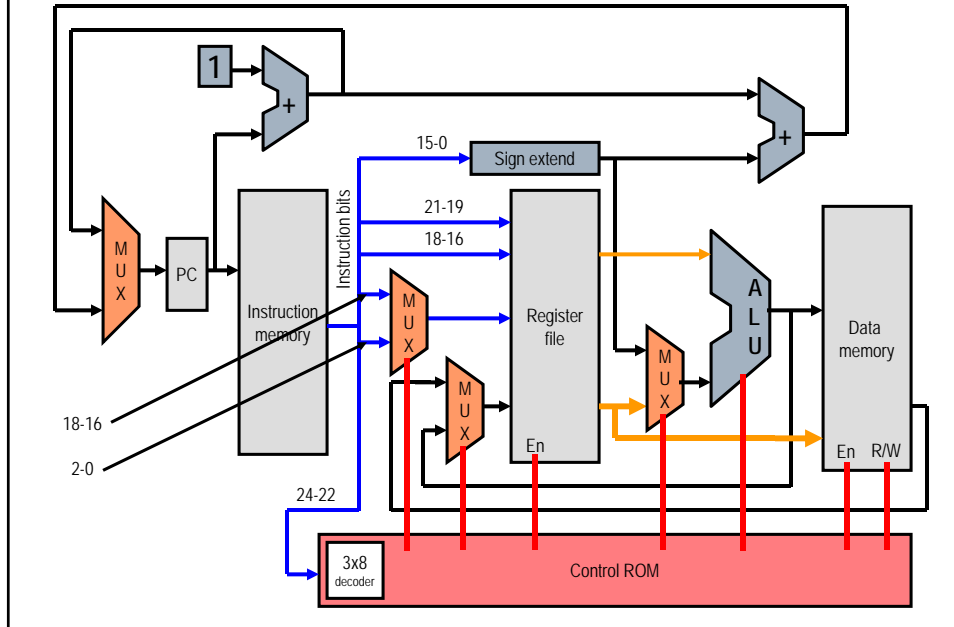 1
+
+
15-0
Sign extend
Instruction bits
21-19
18-16
M
U
X
PC
Instruction
memory
M
U
X
Register
file
En
A
L
U
M
U
X
M
U
X
Data
memory
En R/W
18-16
2-0
24-22
3x8
decoder
Control ROM